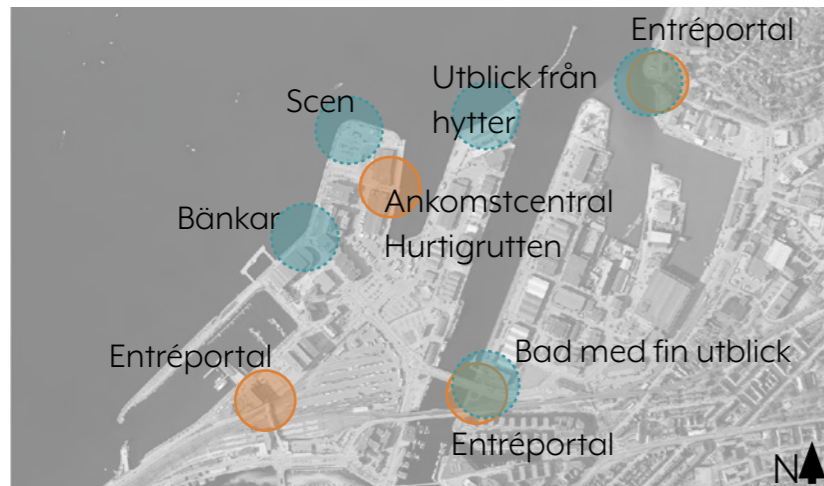 Entréportal
Scen
Utblick från
hytter
Bänkar
Ankomstcentral
Hurtigrutten
Entréportal
Bad med fin utblick
Entréportal
N